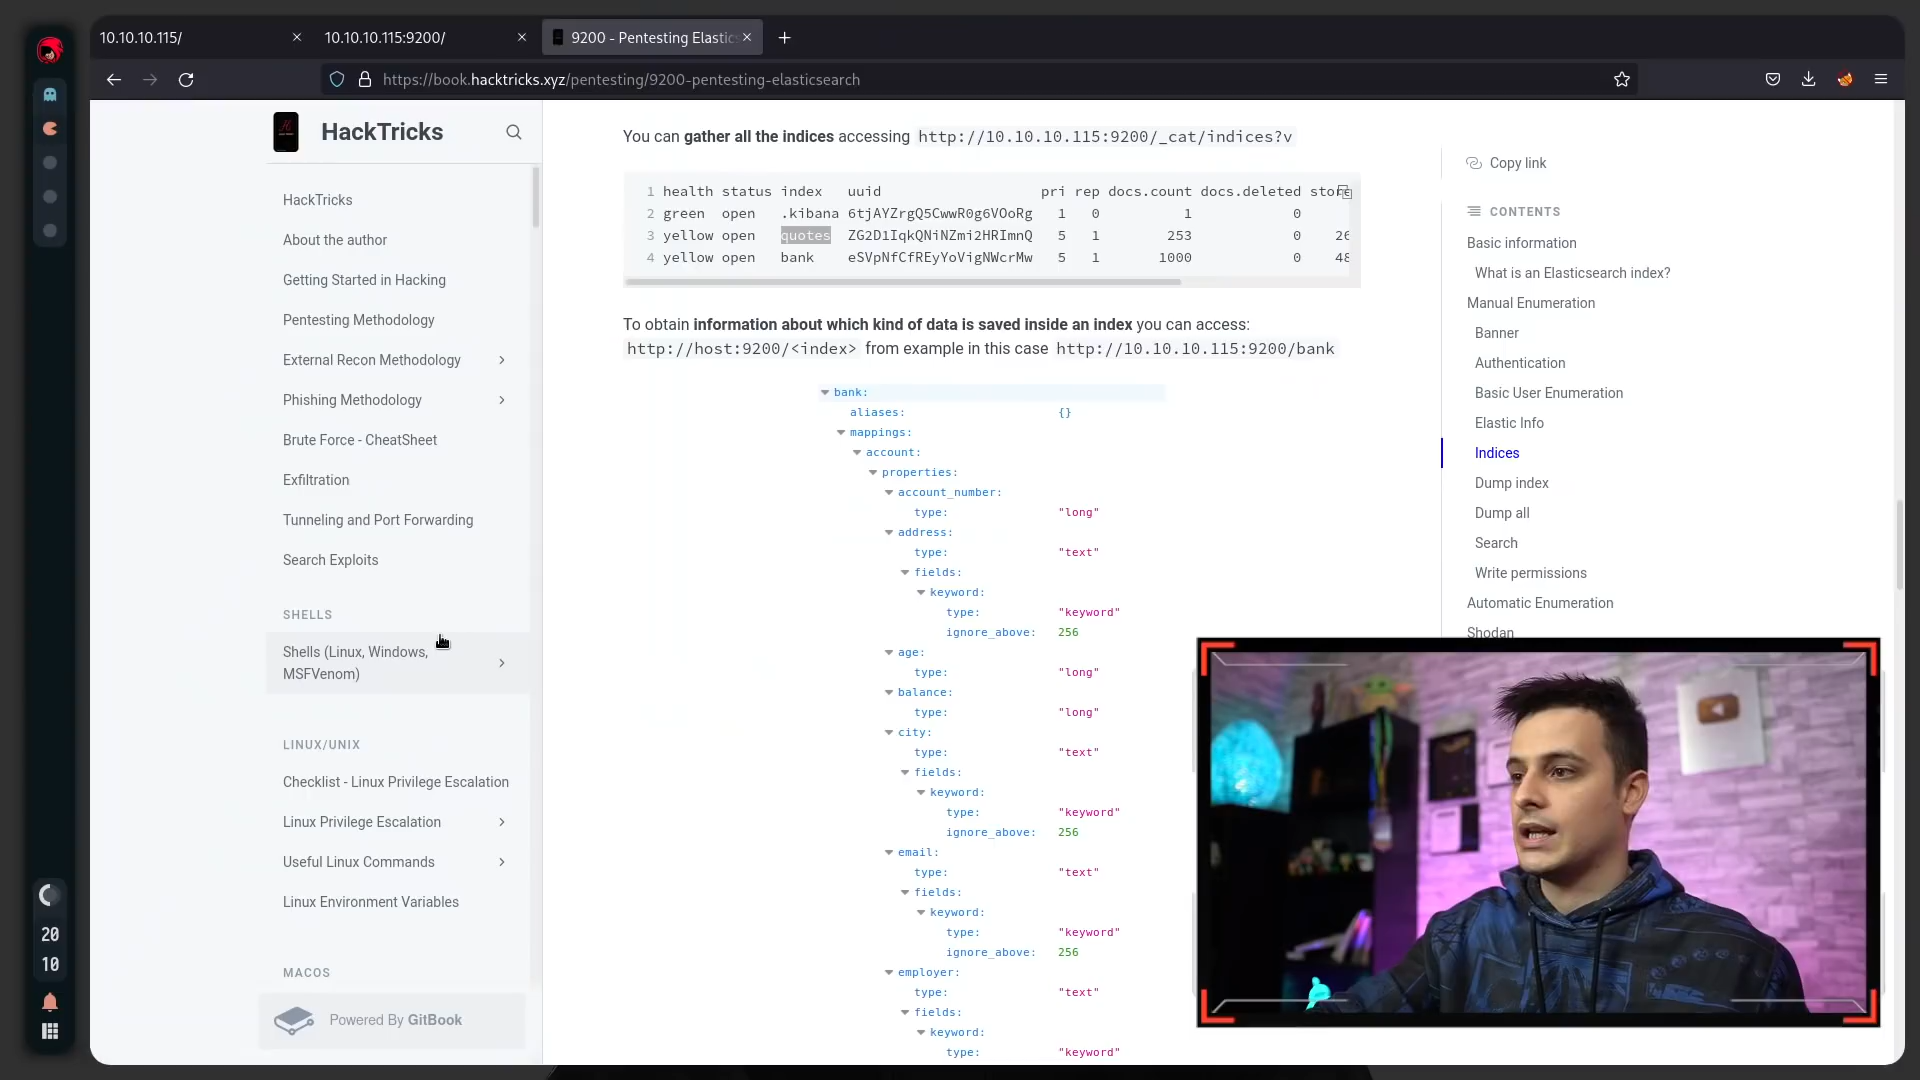 10.10.10.115/
10.10.10.115:9200/
9200 - Pentesting Elastic
https://book.hacktricks.xyz/pentesting/9200-pentesting-elasticsearch
20
10
HackTricks
HackTricks
About the author
Getting Started in Hacking
Pentesting Methodology
External Recon Methodology
Phishing Methodology
Brute Force - CheatSheet
Exfiltration
Tunneling and Port Forwarding
Search Exploits
SHELLS
Shells (Linux, Windows,
MSFVenom)
LINUX/UNIX
Checklist - Linux Privilege Escalation
Linux Privilege Escalation
Useful Linux Commands
Linux Environment Variables
MACOS
Powered By GitBook
You can gather all the indices accessing http://10.10.10.115:9200/_cat/indices?v
1 health status index uuid pri rep docs.count docs.deleted store
2 green open .kibana 6tjAYZrgQ5CwwR0g6VOoRg 1 0 1 0
3 yellow open quotes ZG2D1IqkQNiNZmi2HRImnQ 5 1 253 0 26
4 yellow open bank eSVpNfCfREyYoVigNWcrMw 5 1 1000 0 48
To obtain information about which kind of data is saved inside an index you can access:
http://host:9200/<index> from example in this case http://10.10.10.115:9200/bank
bank:
aliases: {}
mappings:
account:
properties:
account_number:
type: "long"
address:
type: "text"
fields:
keyword:
type: "keyword"
ignore_above: 256
age:
type: "long"
balance:
type: "long"
city:
type: "text"
fields:
keyword:
type: "keyword"
ignore_above: 256
email:
type: "text"
fields:
keyword:
type: "keyword"
ignore_above: 256
employer:
type: "text"
fields:
keyword:
type: "keyword"
Copy link
CONTENTS
Basic information
What is an Elasticsearch index?
Manual Enumeration
Banner
Authentication
Basic User Enumeration
Elastic Info
Indices
Dump index
Dump all
Search
Write permissions
Automatic Enumeration
Shodan